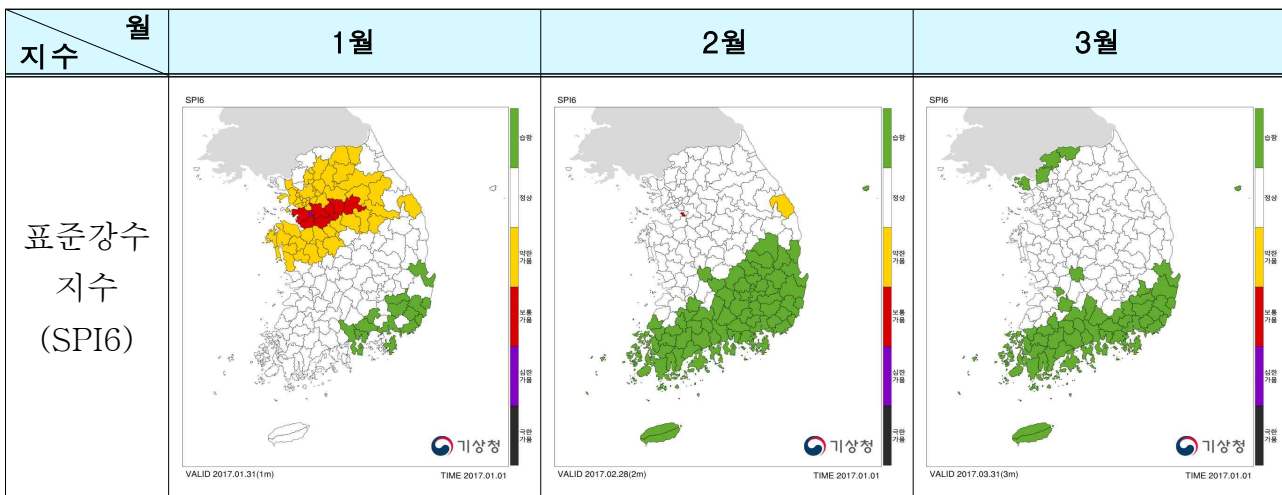 월
지수
1월
2월
3월
표준강수
지수
(SPI6)
SPI6
습함
정상
약한
가뭄
보통
가뭄
심한
가뭄
극한
가뭄
기상청
VALID 2017.01.31(1m)
TIME 2017.01.01
SPI6
습함
정상
약한
가뭄
보통
가뭄
심한
가뭄
극한
가뭄
기상청
VALID 2017.02.28(2m)
TIME 2017.01.01
SPI6
습함
정상
약한
가뭄
보통
가뭄
심한
가뭄
극한
가뭄
기상청
VALID 2017.03.31(3m)
TIME 2017.01.01